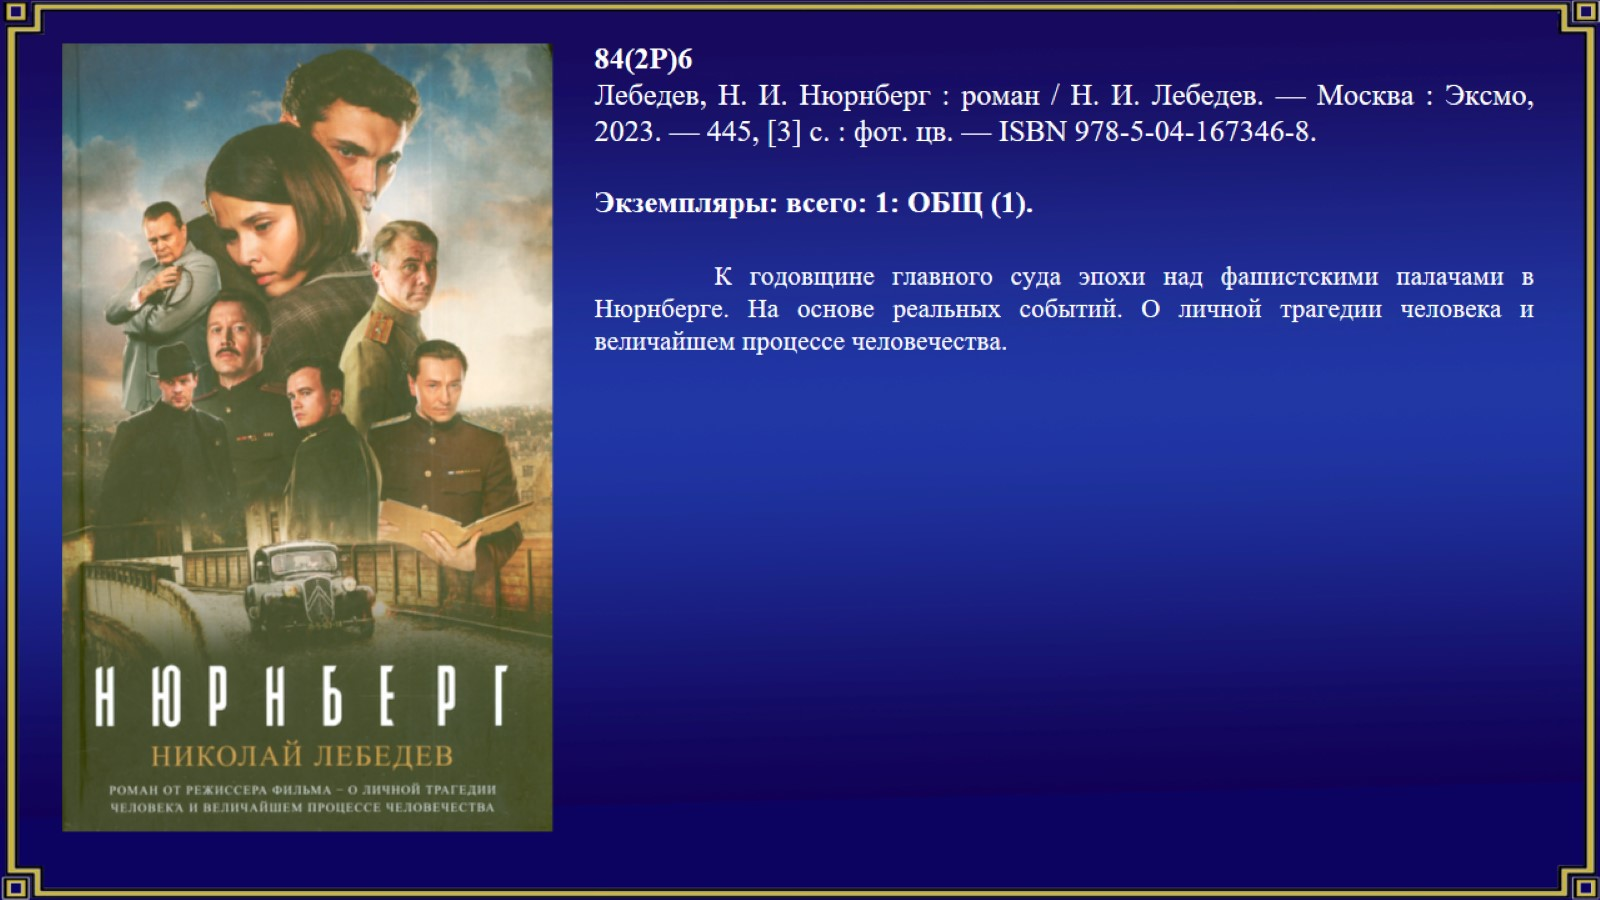 84(2Р)6
Лебедев, Н. И. Нюрнберг : роман / Н. И. Лебедев. — Москва : Эксмо,
2023. — 445, [3] с. : фот. цв. — ISBN 978-5-04-167346-8.
Экземпляры: всего: 1: ОБЩ (1).
К годовщине главного суда эпохи над фашистскими палачами в
Нюрнберге. На основе реальных событий. О личной трагедии человека и
величайшем процессе человечества.
НЮРНБЕРГ
НИКОЛАЙ ЛЕБЕДЕВ
РОМАН ОТ РЕЖИССЕРА ФИЛЬМА – О ЛИЧНОЙ ТРАГЕДИИ
ЧЕЛОВЕКА И ВЕЛИЧАЙШЕМ ПРОЦЕССЕ ЧЕЛОВЕЧЕСТВА